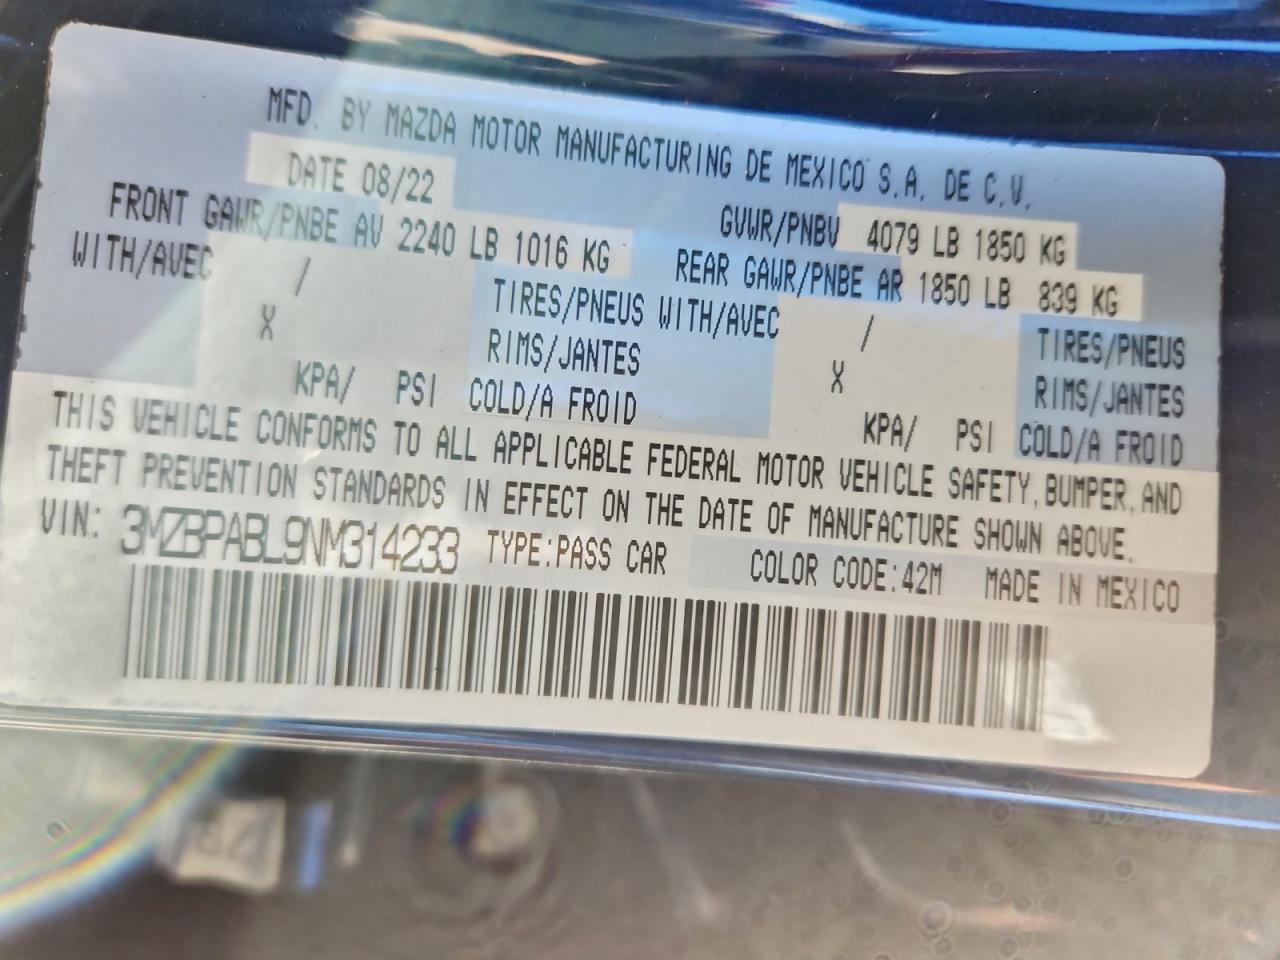 MFD. BY MAZDA MOTOR MANUFACTURING DE MEXICO S.A. DE C.V.
DATE 08/22 GVWR/PNBV 4079 LB 1850 KG
FRONT GAWR/PNBE AV 2240 LB 1016 KG REAR GAWR/PNBE AR 1850 LB 839 KG
WITH/AVEC / TIRES/PNEUS WITH/AVEC / TIRES/PNEUS
X RIMS/JANTES X RIMS/JANTES
KPA/ PSI COLD/A FROID KPA/ PSI COLD/A FROID
THIS VEHICLE CONFORMS TO ALL APPLICABLE FEDERAL MOTOR VEHICLE SAFETY, BUMPER, AND
THEFT PREVENTION STANDARDS IN EFFECT ON THE DATE OF MANUFACTURE SHOWN ABOVE.
VIN: 3MZBPABL9NM314233 TYPE:PASS CAR COLOR CODE:42M MADE IN MEXICO